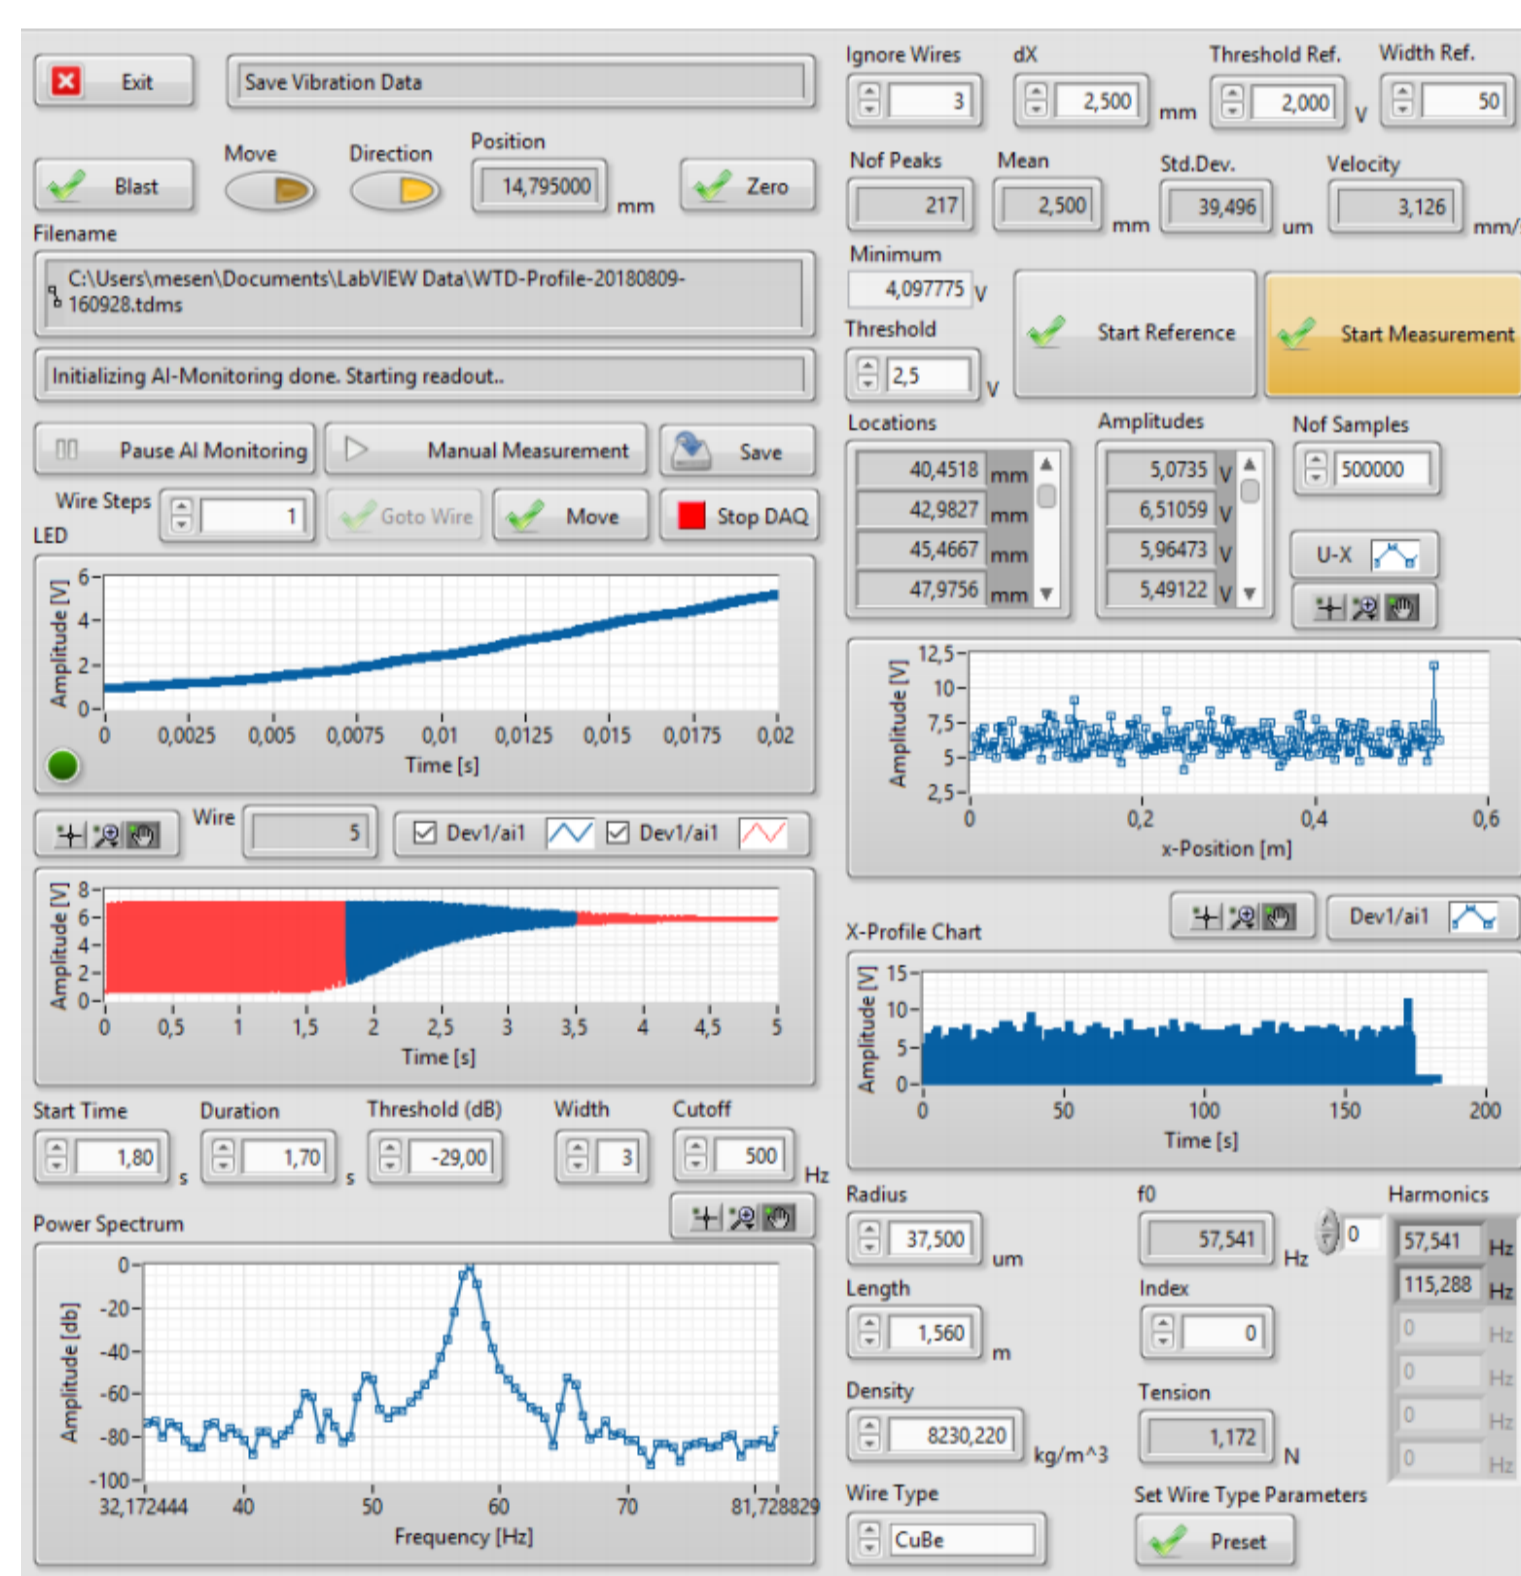 Exit
Save Vibration Data
Blast
Move
Direction
Position
14,795000 mm
Zero
Filename
C:\Users\mesen\Documents\LabVIEW Data\WTD-Profile-20180809-
160928.tdms
Initializing AI-Monitoring done. Starting readout..
Pause AI Monitoring
Manual Measurement
Save
Wire Steps
1
Goto Wire
Move
Stop DAQ
LED
Amplitude [V]
6
4
2
0
0 0,0025 0,005 0,0075 0,01 0,0125 0,015 0,0175 0,02
Time [s]
Wire
5
Dev1/ai1
Dev1/ai1
Amplitude [V]
8
6
4
2
0
0 0,5 1 1,5 2 2,5 3 3,5 4 4,5 5
Time [s]
Start Time
1,80 s
Duration
1,70 s
Threshold (dB)
-29,00
Width
3
Cutoff
500 Hz
Power Spectrum
Amplitude [db]
0
-20
-40
-60
-80
-100
32,172444 40 50 60 70 81,728829
Frequency [Hz]
Ignore Wires
3
dX
2,500 mm
Threshold Ref.
2,000 V
Width Ref.
50
Nof Peaks
217
Mean
2,500 mm
Std.Dev.
39,496 um
Velocity
3,126 mm/
Minimum
4,097775 V
Threshold
2,5 V
Start Reference
Start Measurement
Locations
40,4518 mm
42,9827 mm
45,4667 mm
47,9756 mm
Amplitudes
5,0735 V
6,51059 V
5,96473 V
5,49122 V
Nof Samples
500000
U-X
Amplitude [V]
12,5
10
7,5
5
2,5
0 0,2 0,4 0,6
x-Position [m]
Dev1/ai1
X-Profile Chart
Amplitude [V]
15
10
5
0
0 50 100 150 200
Time [s]
Radius
37,500 um
Length
1,560 m
Density
8230,220 kg/m^3
Wire Type
CuBe
f0
57,541 Hz
Index
0
Tension
1,172 N
Set Wire Type Parameters
Preset
Harmonics
0
57,541 Hz
115,288 Hz
0 Hz
0 Hz
0 Hz
0 Hz